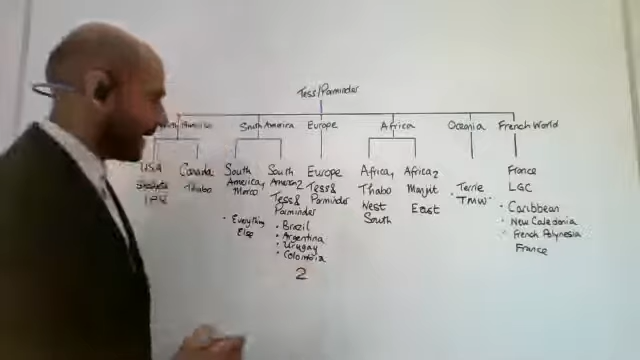 Tess/Parminder
South America
Europe
Africa
Oceania
French World
USA
Canada
Thabo
South
America 1
Marco
• Everything
Else
South
America 2
Tess &
Parminder
• Brazil
• Argentina
• Urugay
• Colombia
2
Europe
Tess &
Parminder
Africa 1
Thabo
West
South
Africa 2
Manjit
East
• Terrie
• TMW
France
LGC
• Caribbean
• New Caledonia
• French Polynesia
France